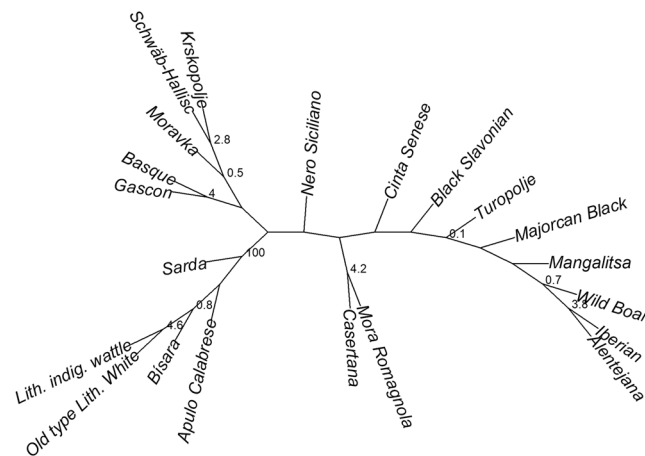 Schwäb-Hallisc
Krskopolje
2.8
Moravka
0.5
Basque
Gascon
4
Nero Siciliano
Cinta Senese
Black Slavonian
Turopolje
0.1
Majorcan Black
Mangalitsa
0.7
Wild Boar
3.8
Iberian
Alentejana
Sarda
100
4.2
Mora Romagnola
Casertana
0.8
4.6
Lith. indig. wattle
Old type Lith. White
Bisara
Apulo Calabrese